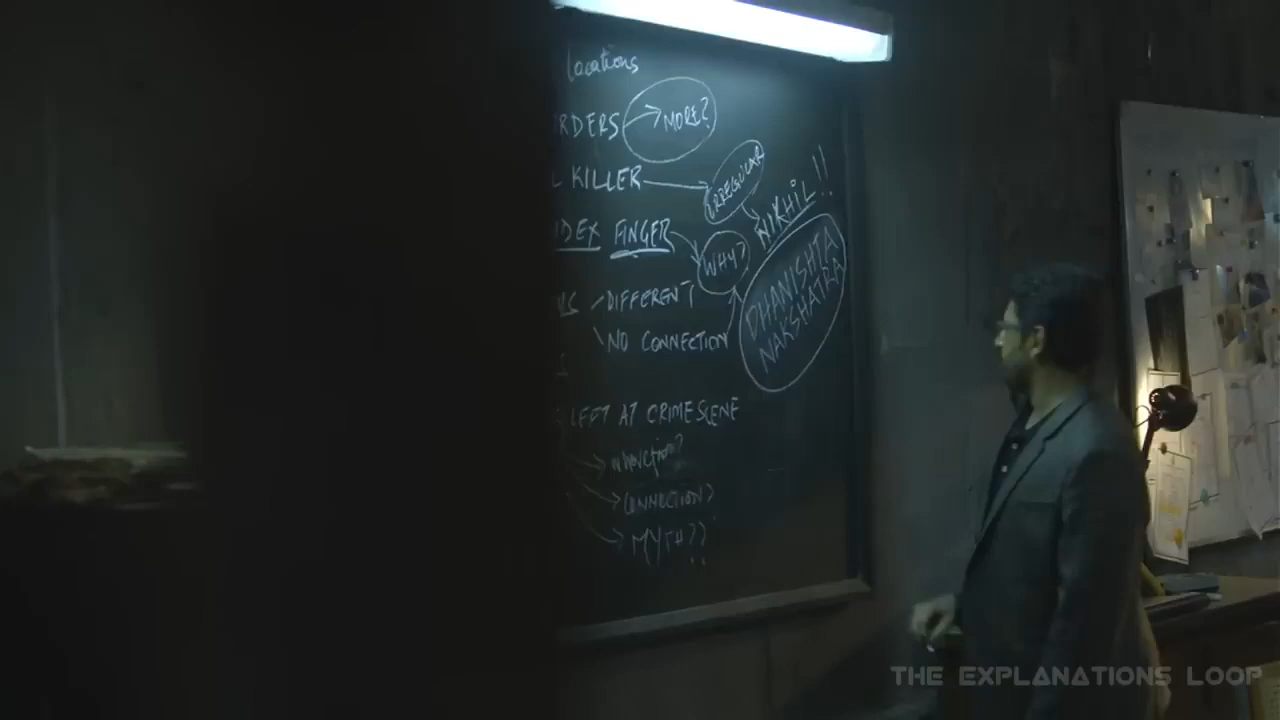 locations
RDERS → MORE?
L KILLER → IRREGULAR
NIKHIL!!
DEX FINGER
WHY?
DHANISHTA
NAKSHATRA
DIFFERENT
NO CONNECTION
LEFT AT CRIME SCENE
CONNECTION?
MYTH??
THE EXPLANATIONS LOOP